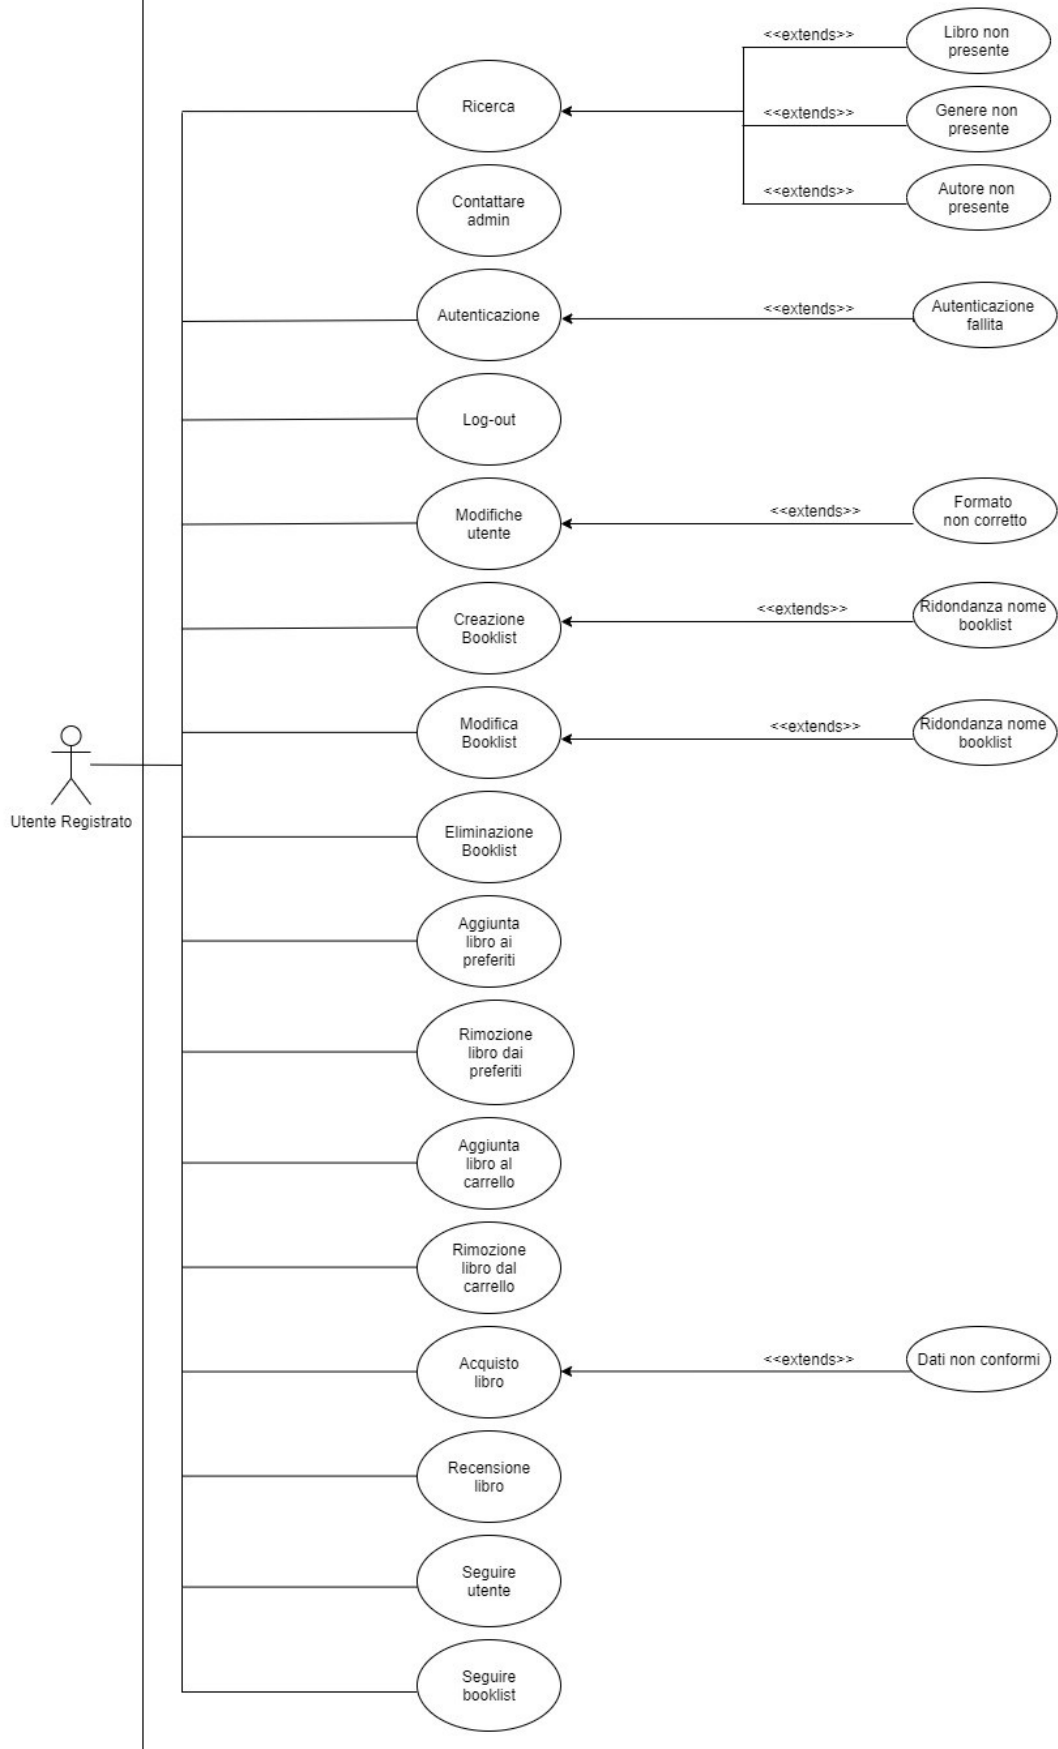 <<extends>>
Libro non
presente
Ricerca
<<extends>>
Genere non
presente
<<extends>>
Autore non
presente
Contattare
admin
Autenticazione
<<extends>>
Autenticazione
fallita
Log-out
Modifiche
utente
<<extends>>
Formato
non corretto
Creazione
Booklist
<<extends>>
Ridondanza nome
booklist
Modifica
Booklist
<<extends>>
Ridondanza nome
booklist
Utente Registrato
Eliminazione
Booklist
Aggiunta
libro ai
preferiti
Rimozione
libro dai
preferiti
Aggiunta
libro al
carrello
Rimozione
libro dal
carrello
Acquisto
libro
<<extends>>
Dati non conformi
Recensione
libro
Seguire
utente
Seguire
booklist